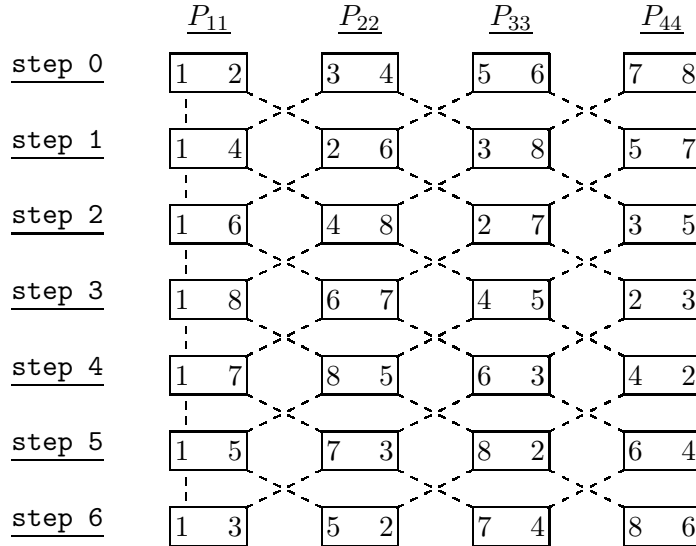 P₁₁ P₂₂ P₃₃ P₄₄
step 0 1 2 3 4 5 6 7 8
step 1 1 4 2 6 3 8 5 7
step 2 1 6 4 8 2 7 3 5
step 3 1 8 6 7 4 5 2 3
step 4 1 7 8 5 6 3 4 2
step 5 1 5 7 3 8 2 6 4
step 6 1 3 5 2 7 4 8 6